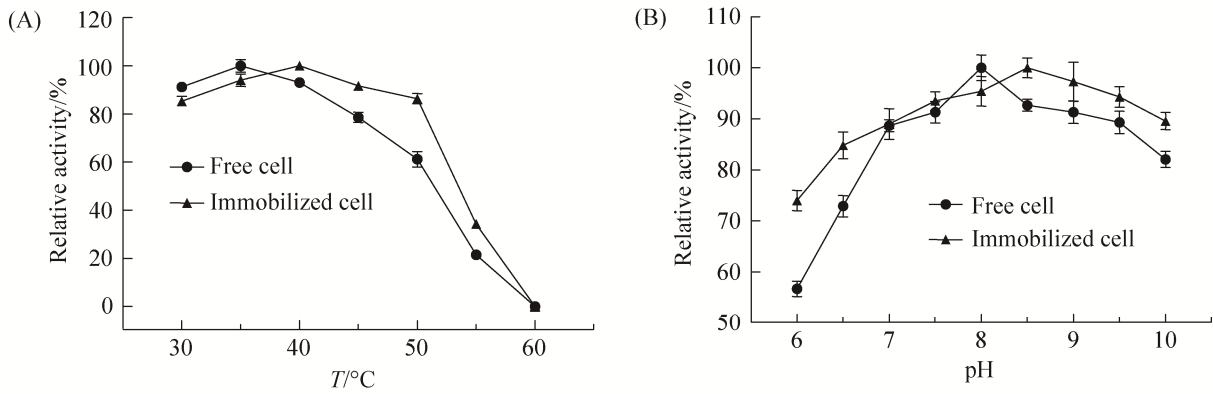 (A)
120
100
80
60
40
20
0
Relative activity/%
Free cell
Immobilized cell
30 40 50 60
T/°C
(B)
110
100
90
80
70
60
50
Relative activity/%
Free cell
Immobilized cell
6 7 8 9 10
pH